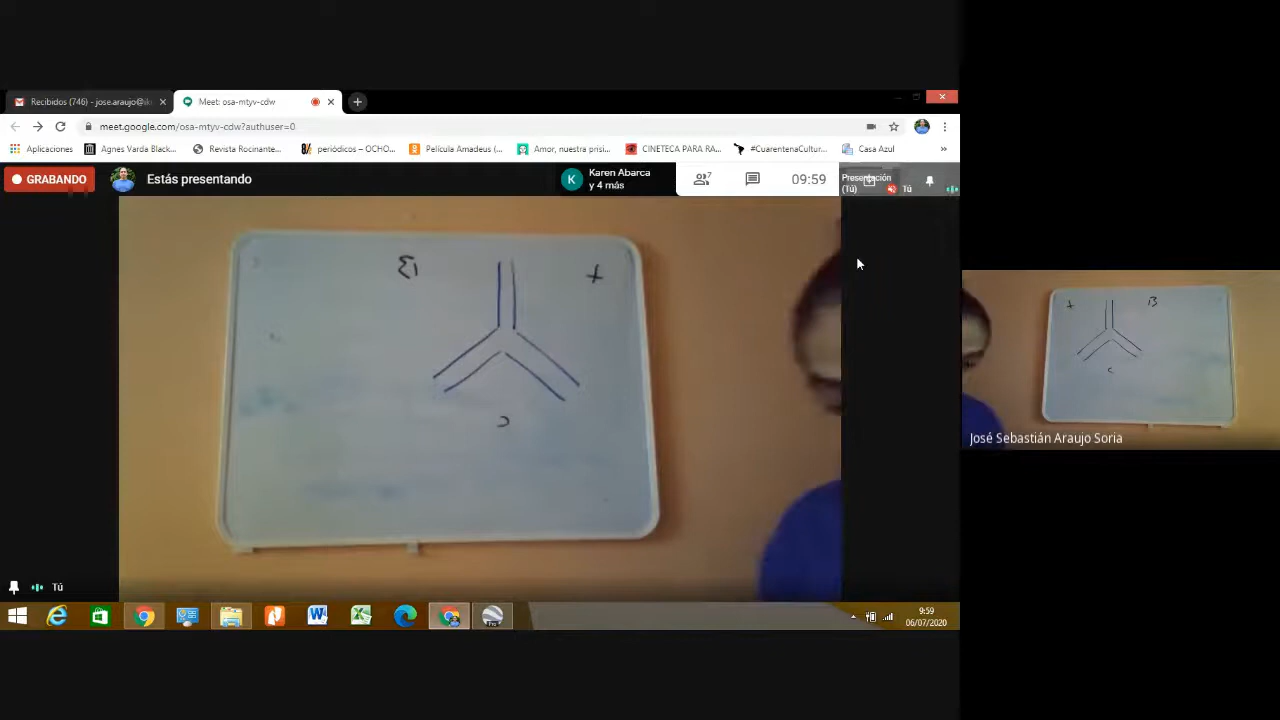 Recibidos (746) - jose.araujo@ik
Meet: osa-mtyv-cdw
meet.google.com/osa-mtyv-cdw?authuser=0
Aplicaciones
Agnes Varda Black...
Revista Rocinante...
periódicos – OCHO...
Película Amadeus (...
Amor, nuestra prisi...
CINETECA PARA RA...
#CuarentenaCultur...
Casa Azul
»
GRABANDO
Estás presentando
K
Karen Abarca
y 4 más
7
09:59
Presentación
(Tú)
Tú
B
c
Tú
José Sebastián Araujo Soria
9:59
06/07/2020